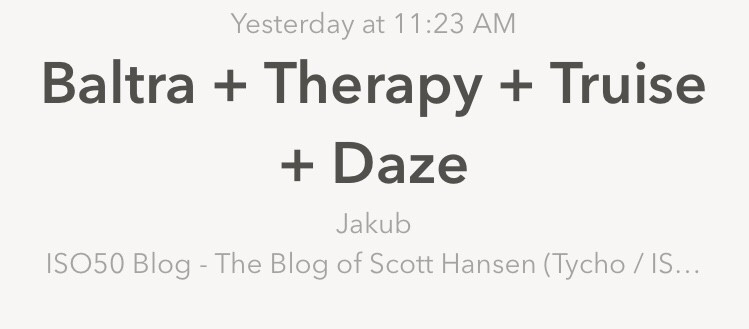 Yesterday at 11:23 AM
Baltra + Therapy + Truise
+ Daze
Jakub
ISO50 Blog - The Blog of Scott Hansen (Tycho / IS...